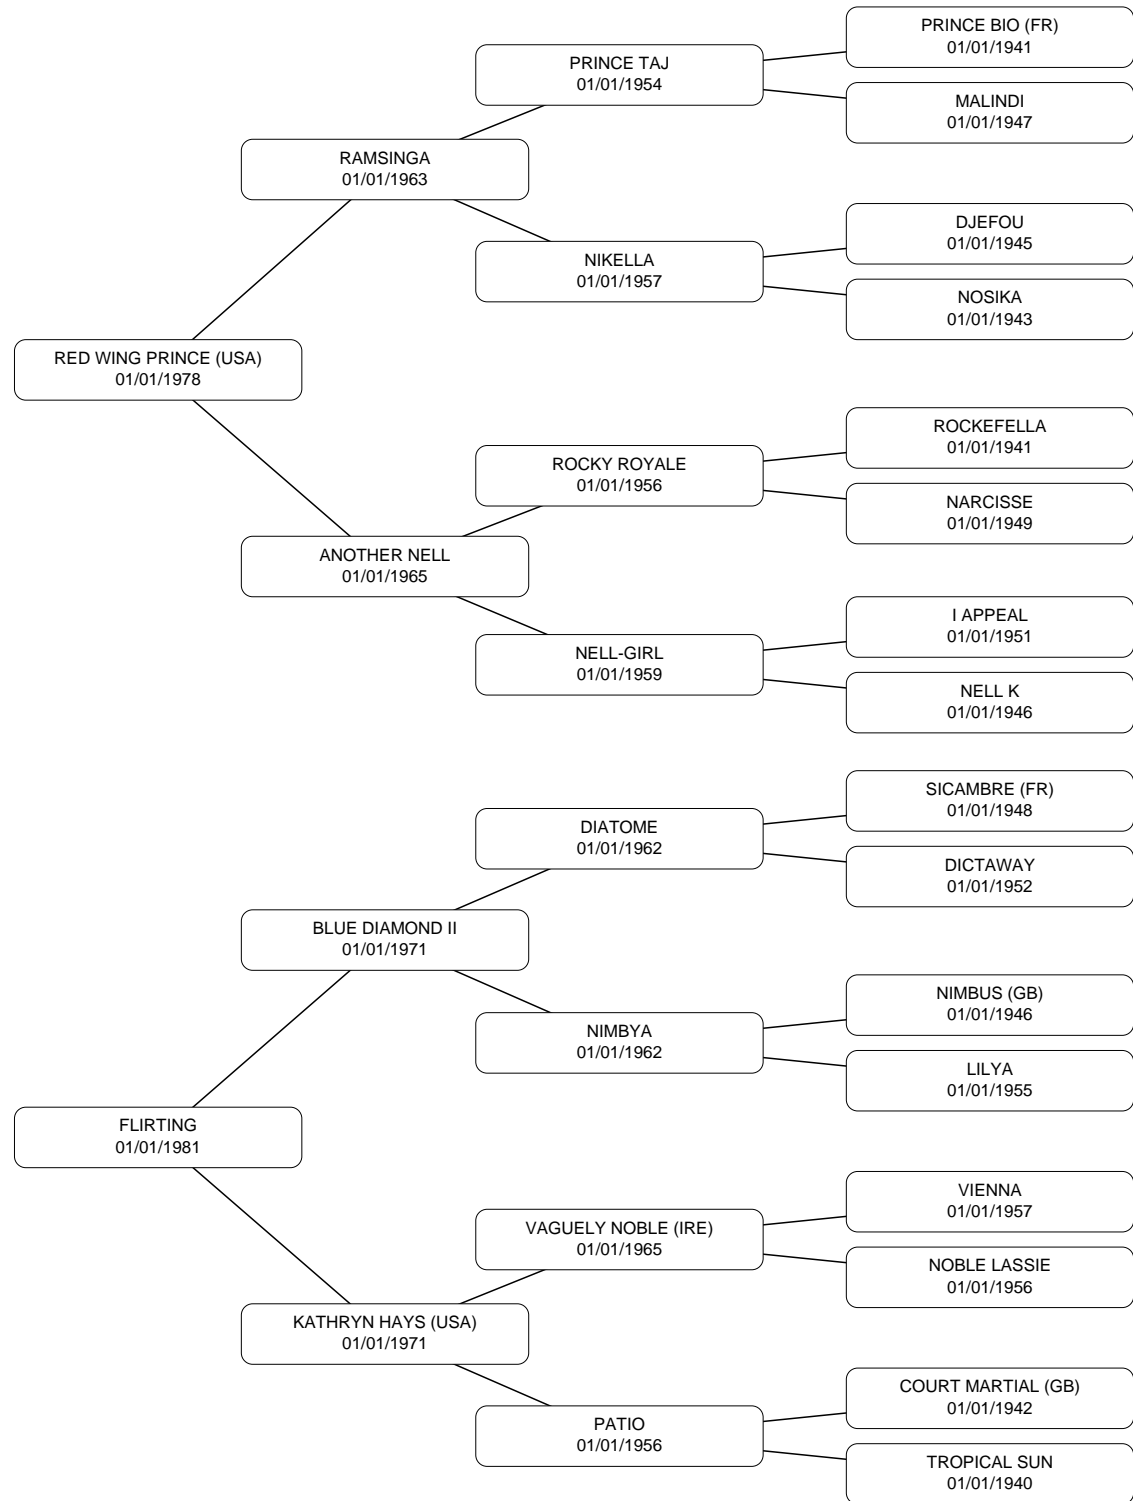 PRINCE BIO (FR)
01/01/1941
PRINCE TAJ
01/01/1954
MALINDI
01/01/1947
RAMSINGA
01/01/1963
DJEFOU
01/01/1945
NIKELLA
01/01/1957
NOSIKA
01/01/1943
RED WING PRINCE (USA)
01/01/1978
ROCKEFELLA
01/01/1941
ROCKY ROYALE
01/01/1956
NARCISSE
01/01/1949
ANOTHER NELL
01/01/1965
I APPEAL
01/01/1951
NELL-GIRL
01/01/1959
NELL K
01/01/1946
SICAMBRE (FR)
01/01/1948
DIATOME
01/01/1962
DICTAWAY
01/01/1952
BLUE DIAMOND II
01/01/1971
NIMBUS (GB)
01/01/1946
NIMBYA
01/01/1962
LILYA
01/01/1955
FLIRTING
01/01/1981
VIENNA
01/01/1957
VAGUELY NOBLE (IRE)
01/01/1965
NOBLE LASSIE
01/01/1956
KATHRYN HAYS (USA)
01/01/1971
COURT MARTIAL (GB)
01/01/1942
PATIO
01/01/1956
TROPICAL SUN
01/01/1940